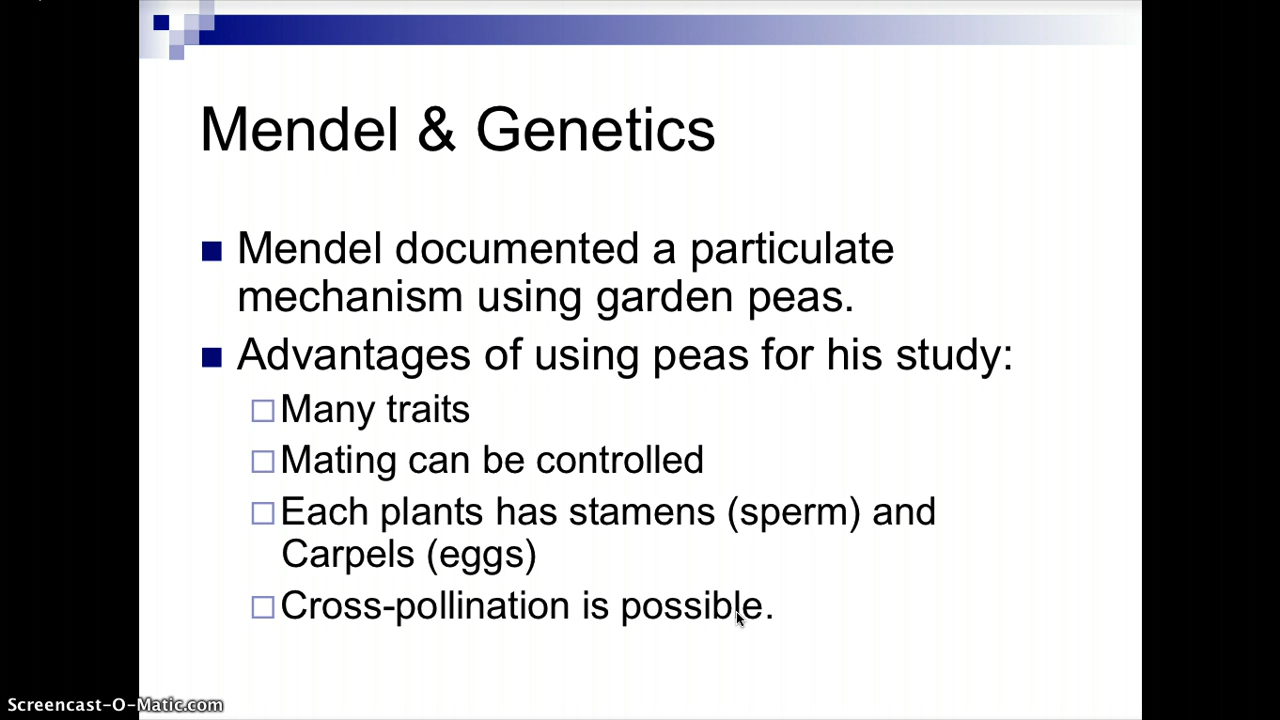 Mendel & Genetics
Mendel documented a particulate
mechanism using garden peas.
Advantages of using peas for his study:
Many traits
Mating can be controlled
Each plants has stamens (sperm) and
Carpels (eggs)
Cross-pollination is possible.
Screencast-O-Matic.com